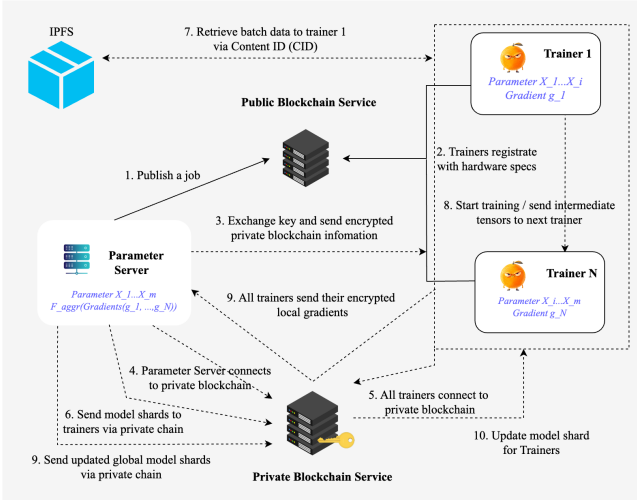 IPFS
7. Retrieve batch data to trainer 1
via Content ID (CID)
Trainer 1
Parameter X_1...X_i
Gradient g_1
Public Blockchain Service
2. Trainers registrate
with hardware specs
1. Publish a job
8. Start training / send intermediate
tensors to next trainer
3. Exchange key and send encrypted
private blockchain infomation
Parameter
Server
Parameter X_1...X_m
F_aggr(Gradients(g_1, ...,g_N))
Trainer N
Parameter X_i...X_m
Gradient g_N
9. All trainers send their encrypted
local gradients
4. Parameter Server connects
to private blockchain
5. All trainers connect to
private blockchain
6. Send model shards to
trainers via private chain
10. Update model shard
for Trainers
9. Send updated global model shards
via private chain
Private Blockchain Service